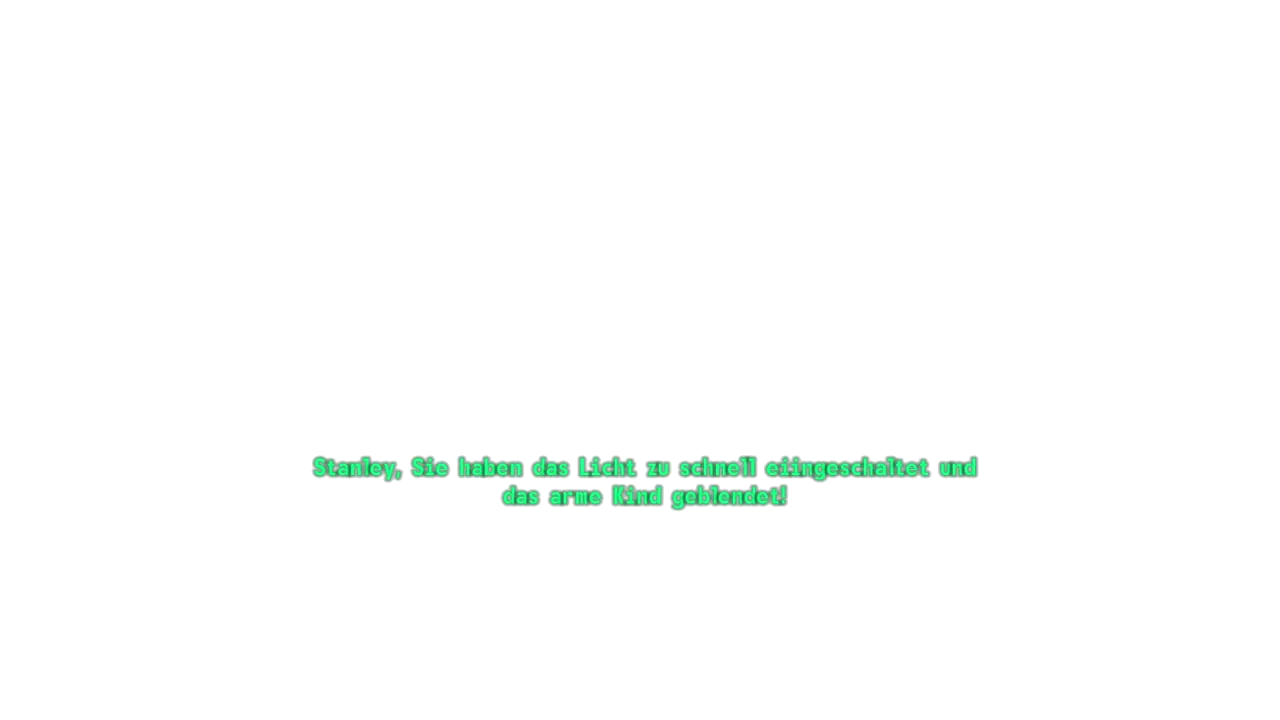 Stanley, Sie haben das Licht zu schnell eiingeschaltet und
das arme Kind geblendet!